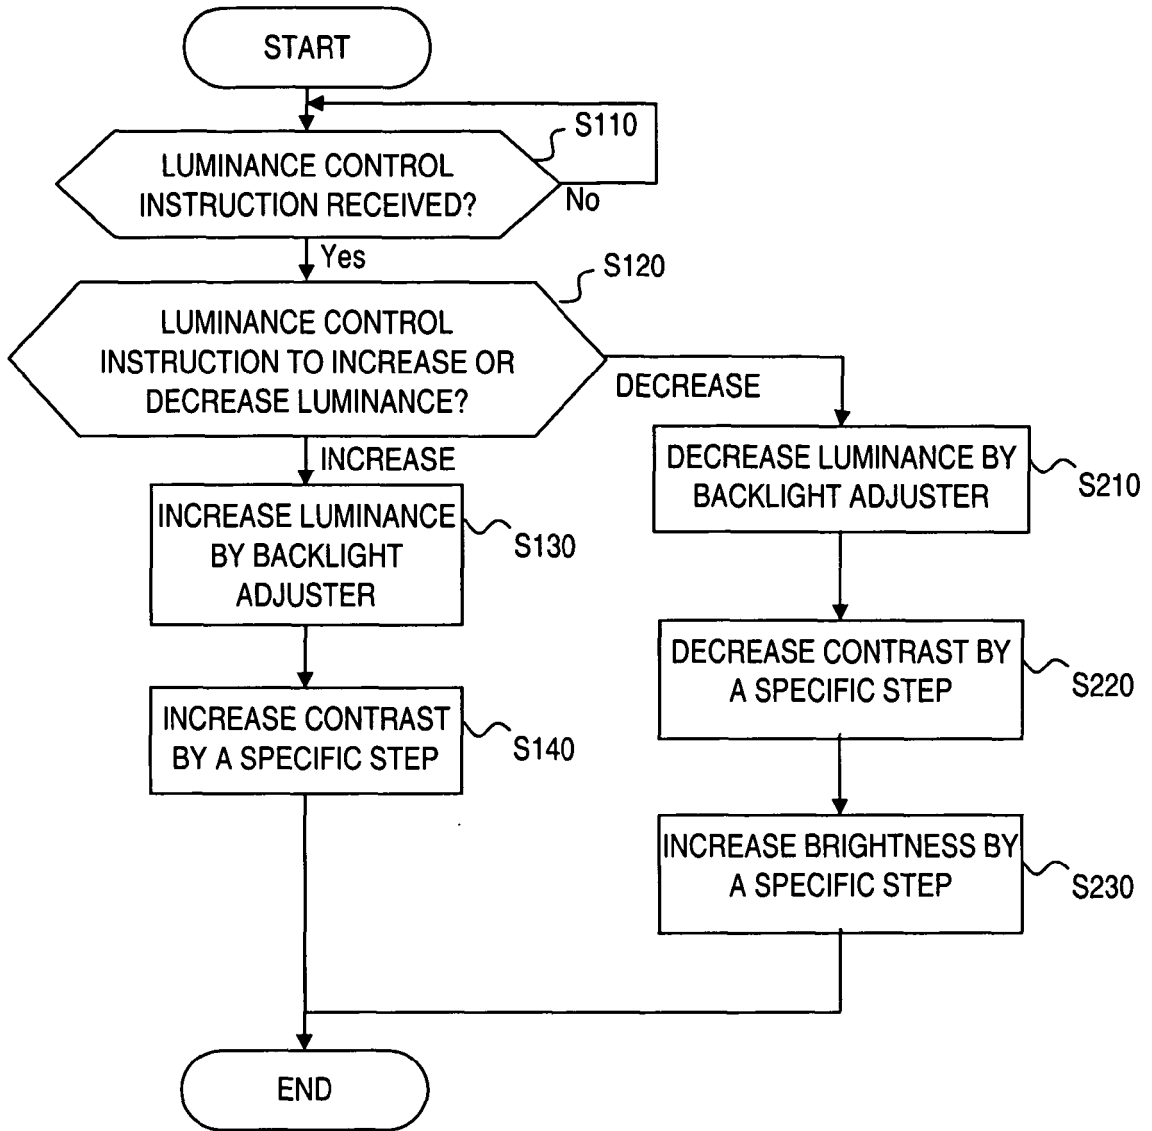 START
S110
LUMINANCE CONTROL
INSTRUCTION RECEIVED?
No
Yes
S120
LUMINANCE CONTROL
INSTRUCTION TO INCREASE OR
DECREASE LUMINANCE?
DECREASE
INCREASE
INCREASE LUMINANCE
BY BACKLIGHT
ADJUSTER
S130
INCREASE CONTRAST
BY A SPECIFIC STEP
S140
DECREASE LUMINANCE BY
BACKLIGHT ADJUSTER
S210
DECREASE CONTRAST BY
A SPECIFIC STEP
S220
INCREASE BRIGHTNESS BY
A SPECIFIC STEP
S230
END